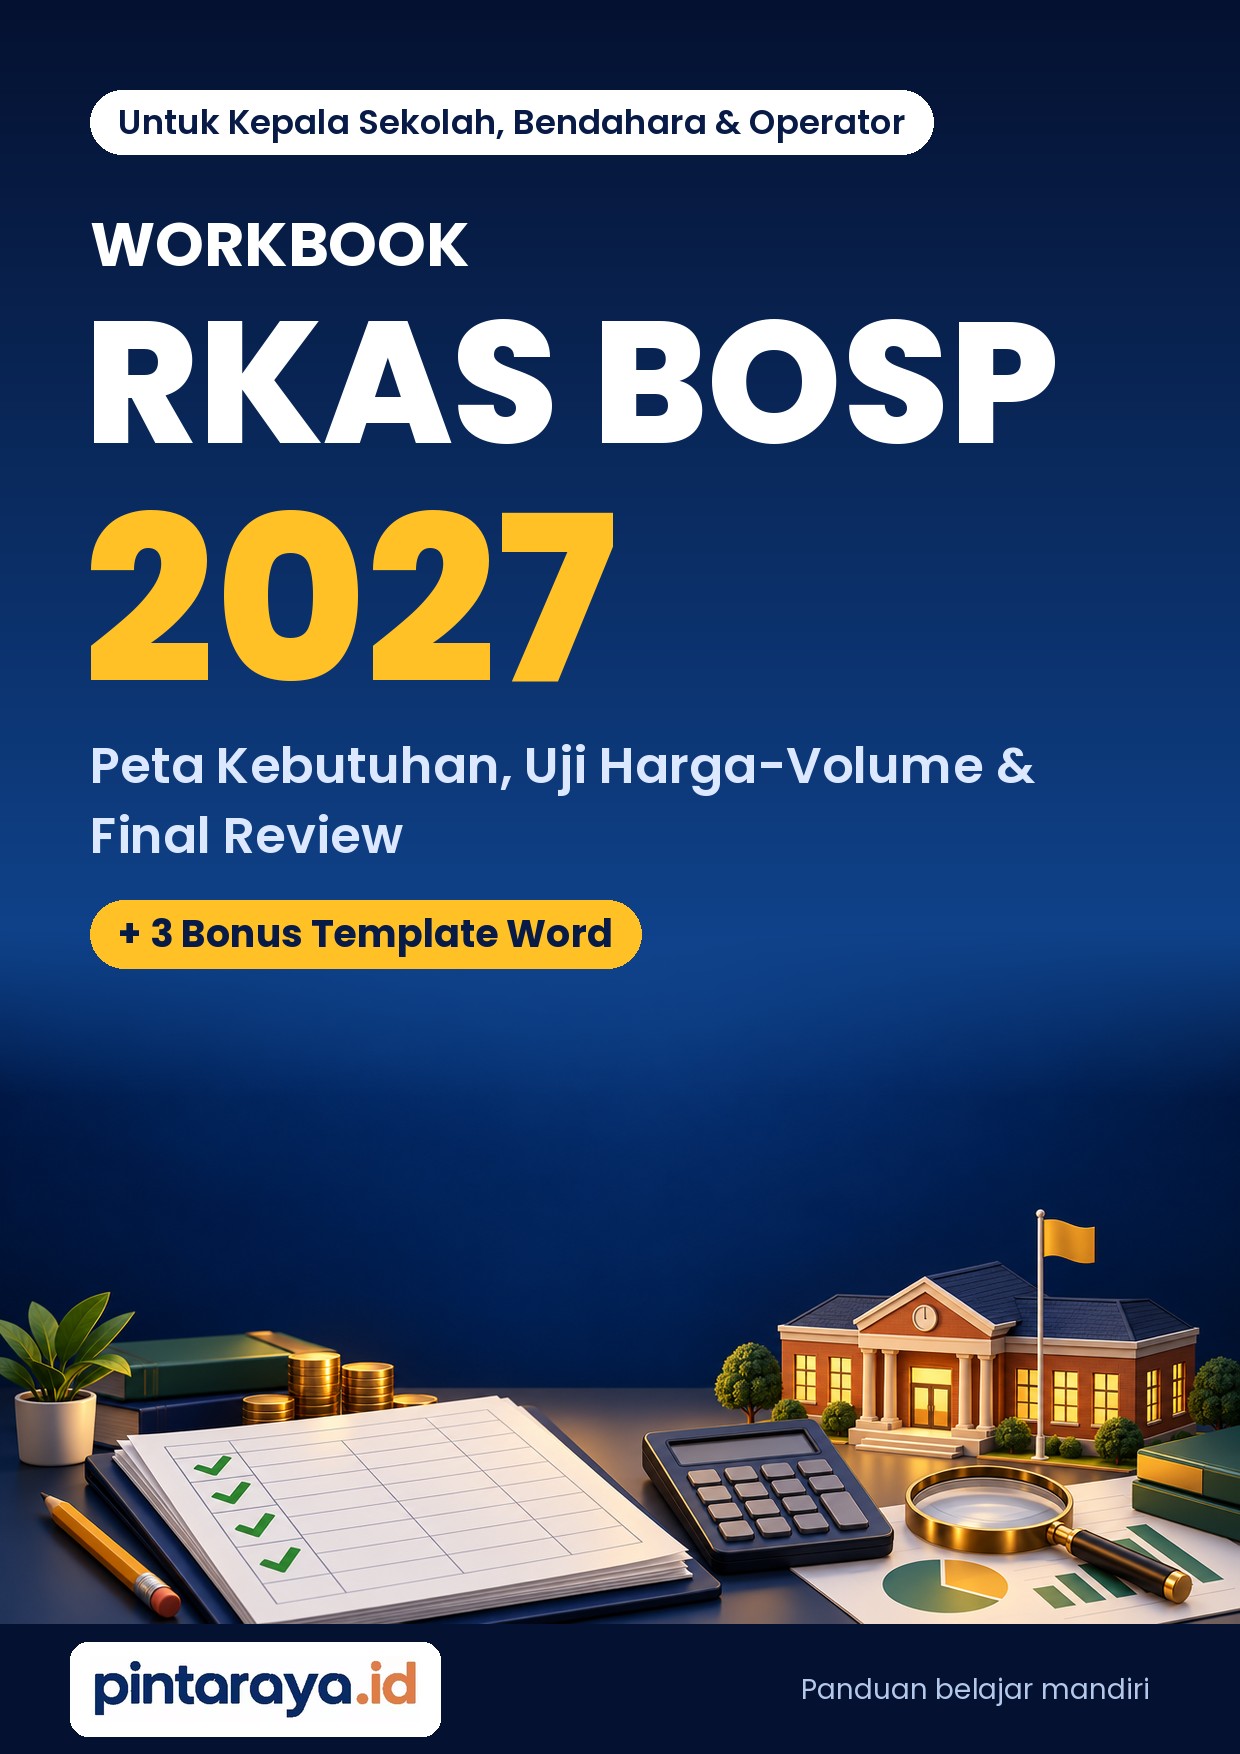 Untuk Kepala Sekolah, Bendahara & Operator
WORKBOOK
RKAS BOSP
2027
Peta Kebutuhan, Uji Harga-Volume &
Final Review
+ 3 Bonus Template Word
pintaraya.id
Panduan belajar mandiri